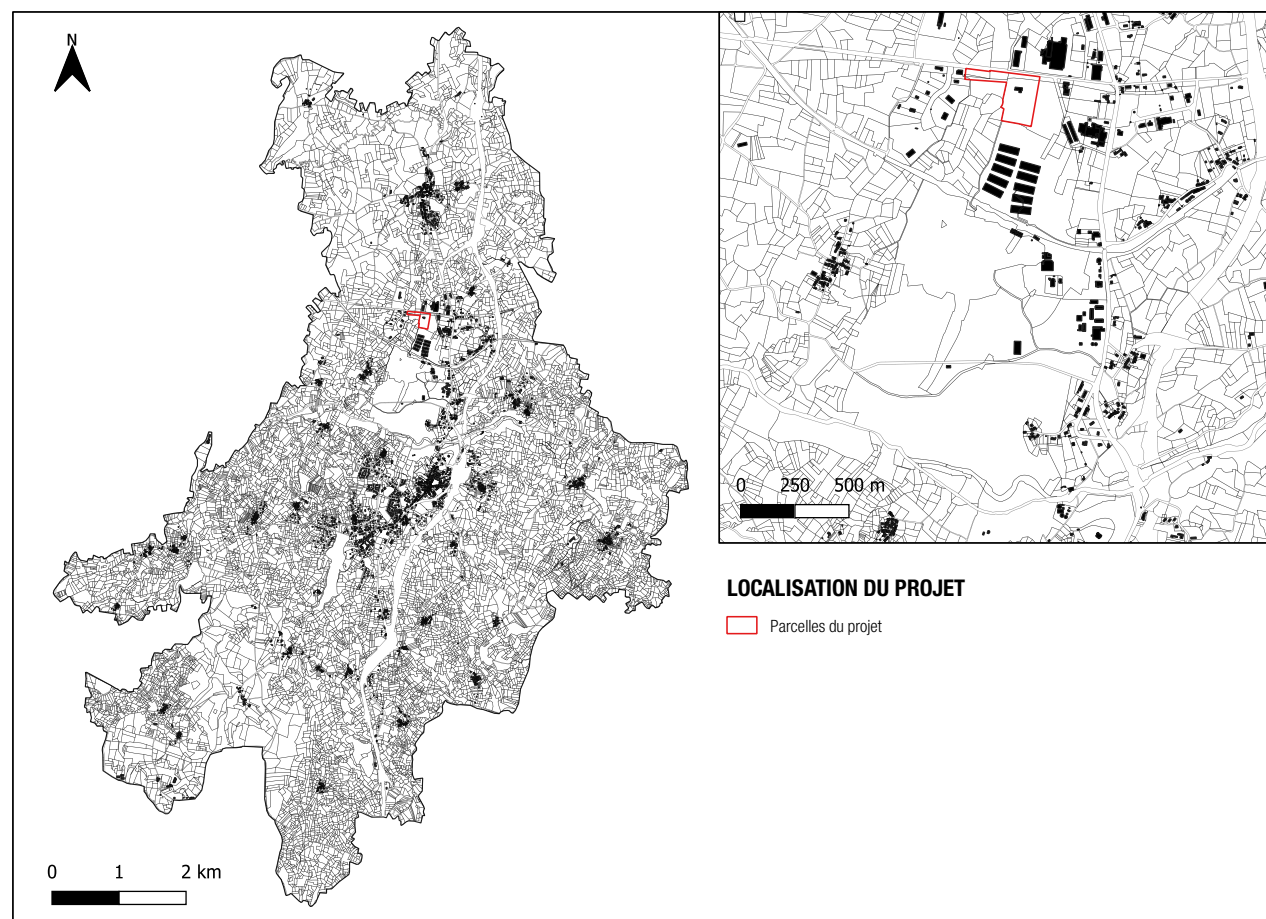 N
0 250 500 m
LOCALISATION DU PROJET
Parcelles du projet
0 1 2 km